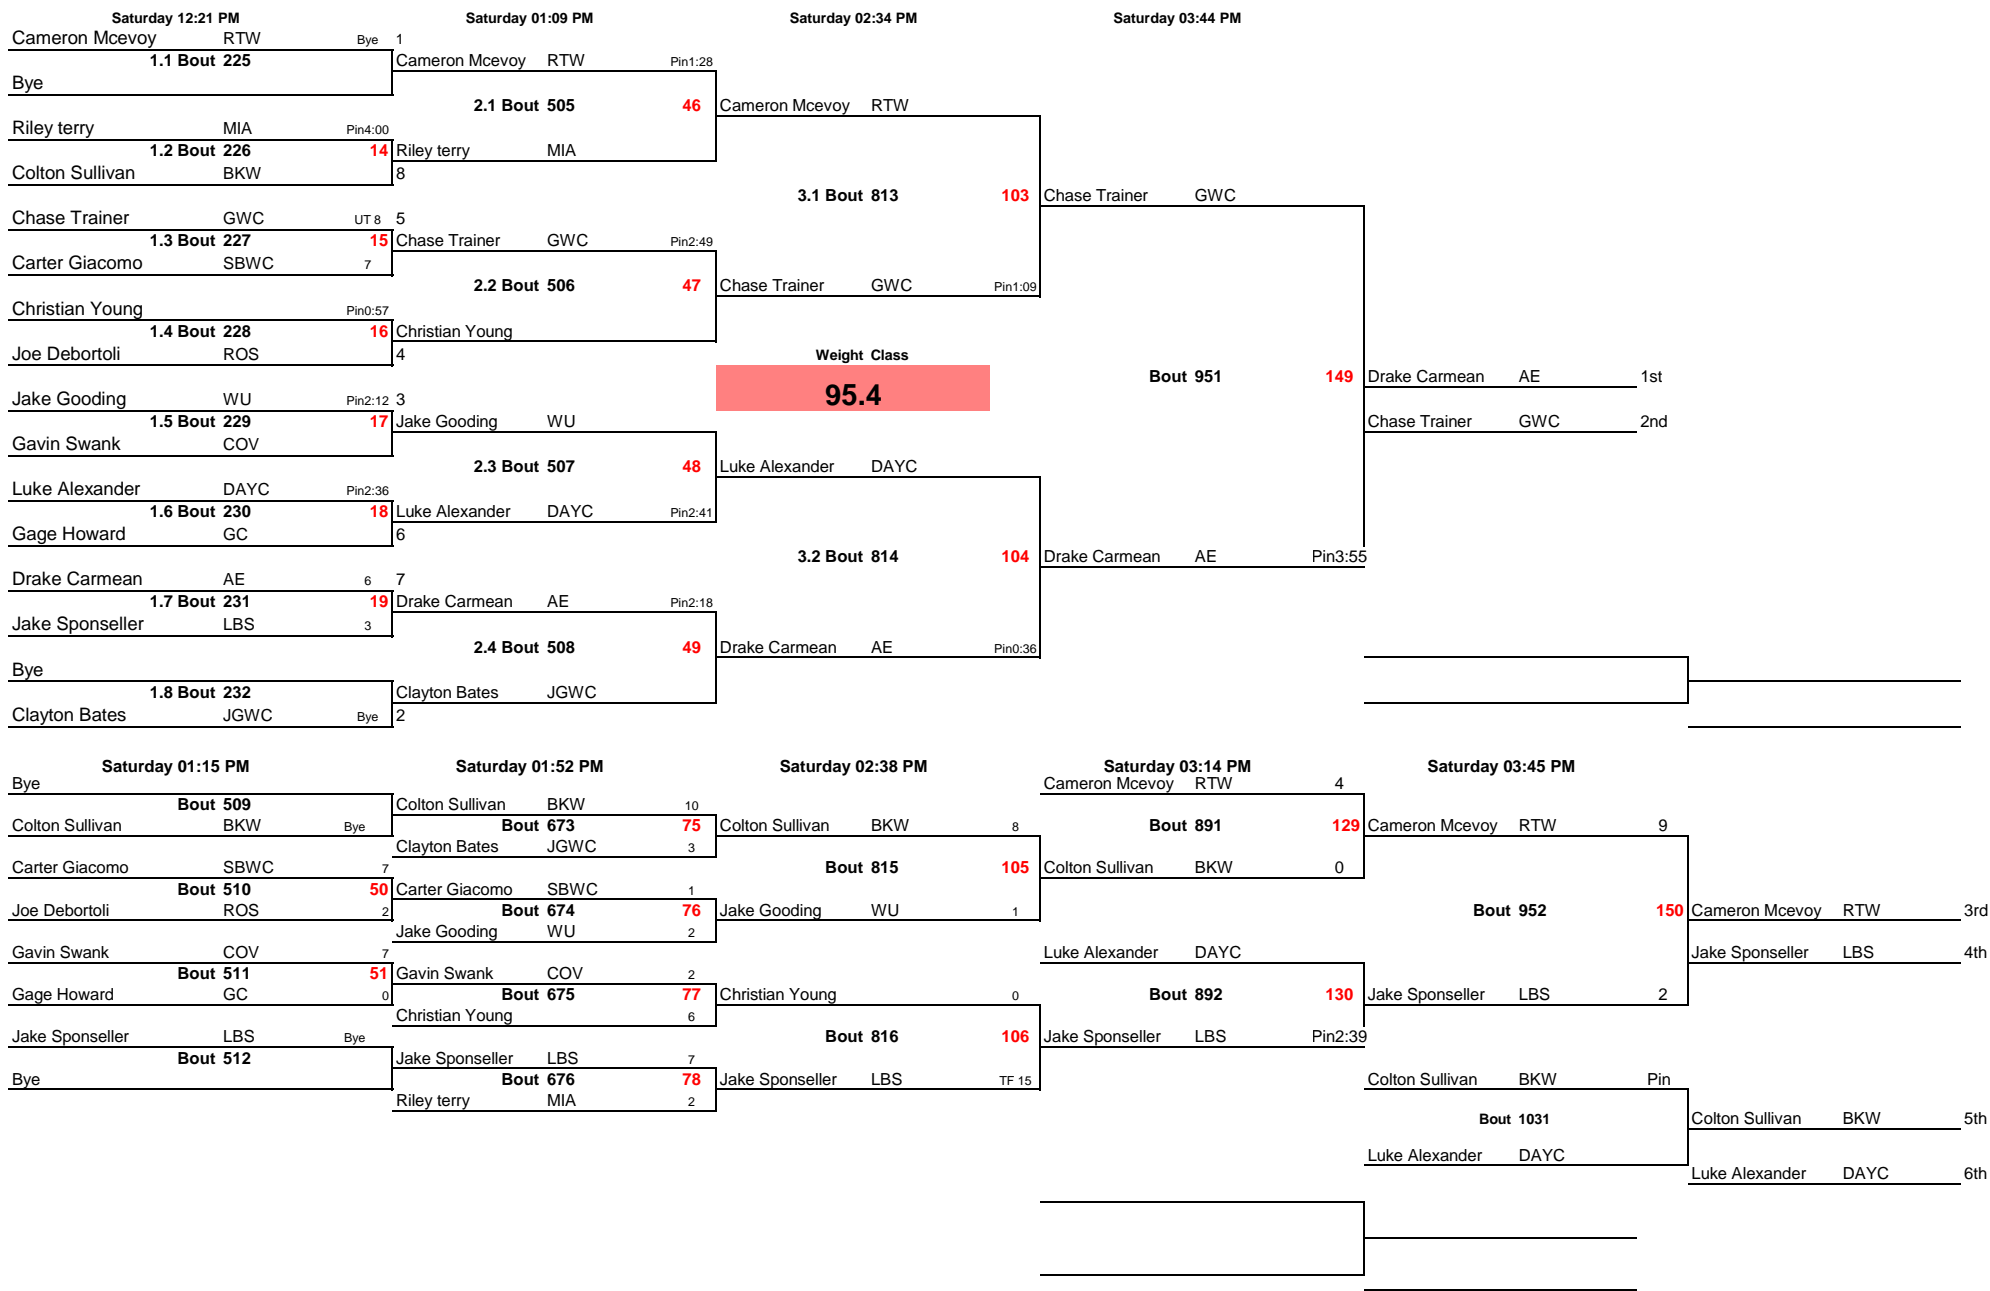 Saturday 12:21 PM Saturday 01:09 PM Saturday 02:34 PM Saturday 03:44 PM
Cameron Mcevoy RTW Bye 1
1.1 Bout 225 Cameron Mcevoy RTW Pin1:28
Bye
2.1 Bout 505 46 Cameron Mcevoy RTW
Riley terry MIA Pin4:00
1.2 Bout 226 14 Riley terry MIA
Colton Sullivan BKW 8
3.1 Bout 813 103 Chase Trainer GWC
Chase Trainer GWC UT 8 5
1.3 Bout 227 15 Chase Trainer GWC Pin2:49
Carter Giacomo SBWC 7
2.2 Bout 506 47 Chase Trainer GWC Pin1:09
Christian Young Pin0:57
1.4 Bout 228 16 Christian Young
Joe Debortoli ROS 4 Weight Class
Bout 951 149 Drake Carmean AE 1st
Jake Gooding WU Pin2:12 3 95.4
1.5 Bout 229 17 Jake Gooding WU Chase Trainer GWC 2nd
Gavin Swank COV
2.3 Bout 507 48 Luke Alexander DAYC
Luke Alexander DAYC Pin2:36
1.6 Bout 230 18 Luke Alexander DAYC Pin2:41
Gage Howard GC 6
3.2 Bout 814 104 Drake Carmean AE Pin3:55
Drake Carmean AE 6 7
1.7 Bout 231 19 Drake Carmean AE Pin2:18
Jake Sponseller LBS 3
2.4 Bout 508 49 Drake Carmean AE Pin0:36
Bye
1.8 Bout 232 Clayton Bates JGWC
Clayton Bates JGWC Bye 2
Saturday 01:15 PM Saturday 01:52 PM Saturday 02:38 PM Saturday 03:14 PM Saturday 03:45 PM
Bye Cameron Mcevoy RTW 4
Bout 509 Colton Sullivan BKW 10
Colton Sullivan BKW Bye Bout 673 75 Colton Sullivan BKW 8 Bout 891 129 Cameron Mcevoy RTW 9
Clayton Bates JGWC 3
Carter Giacomo SBWC 7 Bout 815 105 Colton Sullivan BKW 0
Bout 510 50 Carter Giacomo SBWC 1
Joe Debortoli ROS 2 Bout 674 76 Jake Gooding WU 1 Bout 952 150 Cameron Mcevoy RTW 3rd
Jake Gooding WU 2
Gavin Swank COV 7 Luke Alexander DAYC Jake Sponseller LBS 4th
Bout 511 51 Gavin Swank COV 2
Gage Howard GC 0 Bout 675 77 Christian Young 0 Bout 892 130 Jake Sponseller LBS 2
Christian Young 6
Jake Sponseller LBS Bye Bout 816 106 Jake Sponseller LBS Pin2:39
Bout 512 Jake Sponseller LBS 7
Bye Bout 676 78 Jake Sponseller LBS TF 15 Colton Sullivan BKW Pin
Riley terry MIA 2
Bout 1031 Colton Sullivan BKW 5th
Luke Alexander DAYC
Luke Alexander DAYC 6th